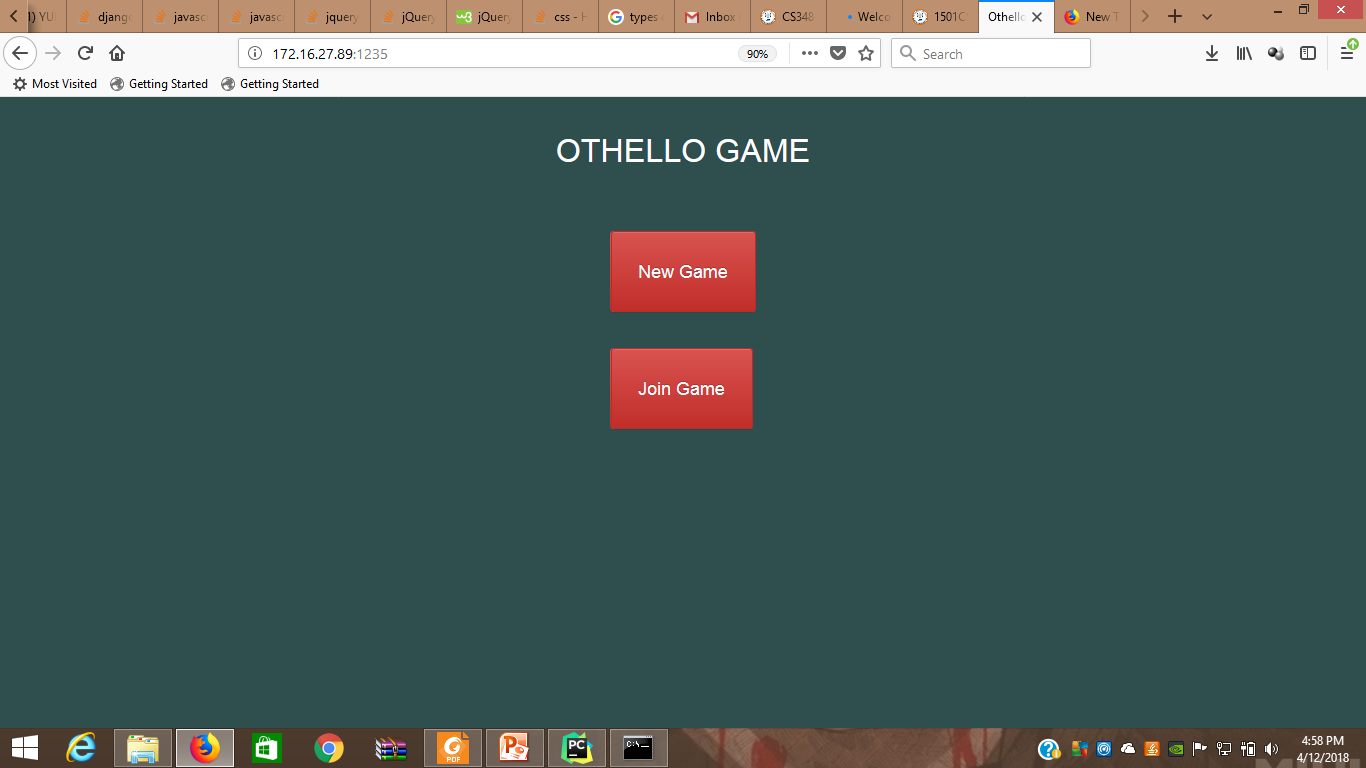 YU
djang
javasc
javasc
jquery
jQuery
jQuery
css - H
types
Inbox
CS348
Welco
1501C
Othello
New T
172.16.27.89:1235
90%
Search
Most Visited
Getting Started
Getting Started
OTHELLO GAME
New Game
Join Game
PDF
PC
C:\_
4:58 PM
4/12/2018